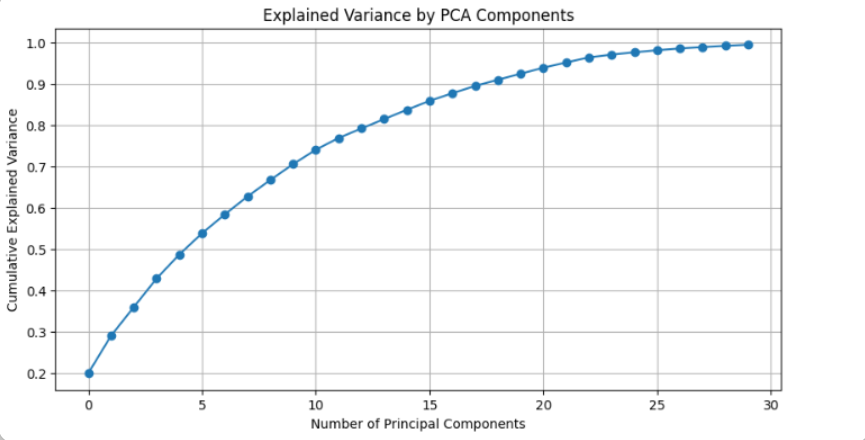 Explained Variance by PCA Components
1.0
0.9
0.8
0.7
0.6
0.5
0.4
0.3
0.2
Cumulative Explained Variance
0 5 10 15 20 25 30
Number of Principal Components